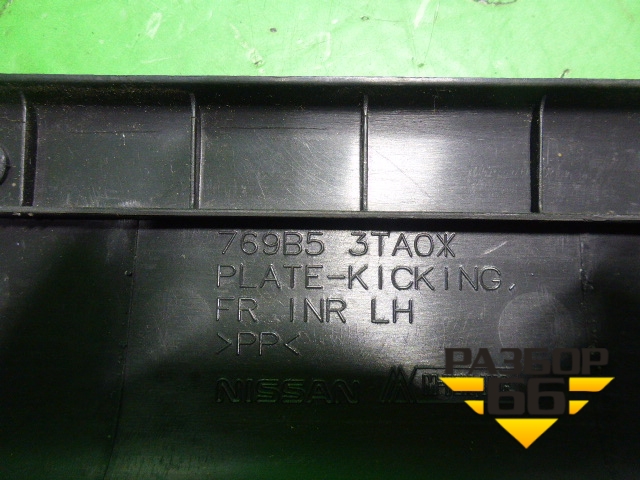 769B5 3TA0※
PLATE-KICKING,
FR INR LH
>PP<
NISSAN
РАЗБОР
66